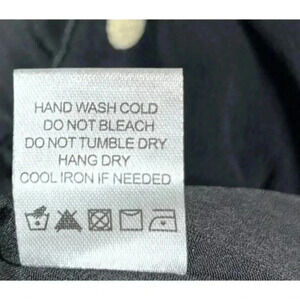 HAND WASH COLD
DO NOT BLEACH
DO NOT TUMBLE DRY
HANG DRY
COOL IRON IF NEEDED